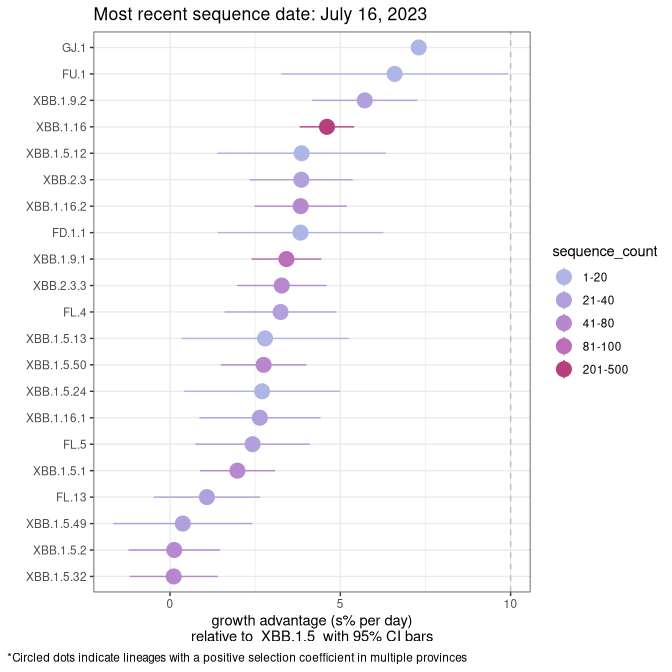 Most recent sequence date: July 16, 2023
GJ.1
FU.1
XBB.1.9.2
XBB.1.16
XBB.1.5.12
XBB.2.3
XBB.1.16.2
FD.1.1
XBB.1.9.1
XBB.2.3.3
FL.4
XBB.1.5.13
XBB.1.5.50
XBB.1.5.24
XBB.1.16.1
FL.5
XBB.1.5.1
FL.13
XBB.1.5.49
XBB.1.5.2
XBB.1.5.32
0 5 10
growth advantage (s% per day)
relative to XBB.1.5 with 95% CI bars
sequence_count
1-20
21-40
41-80
81-100
201-500
*Circled dots indicate lineages with a positive selection coefficient in multiple provinces